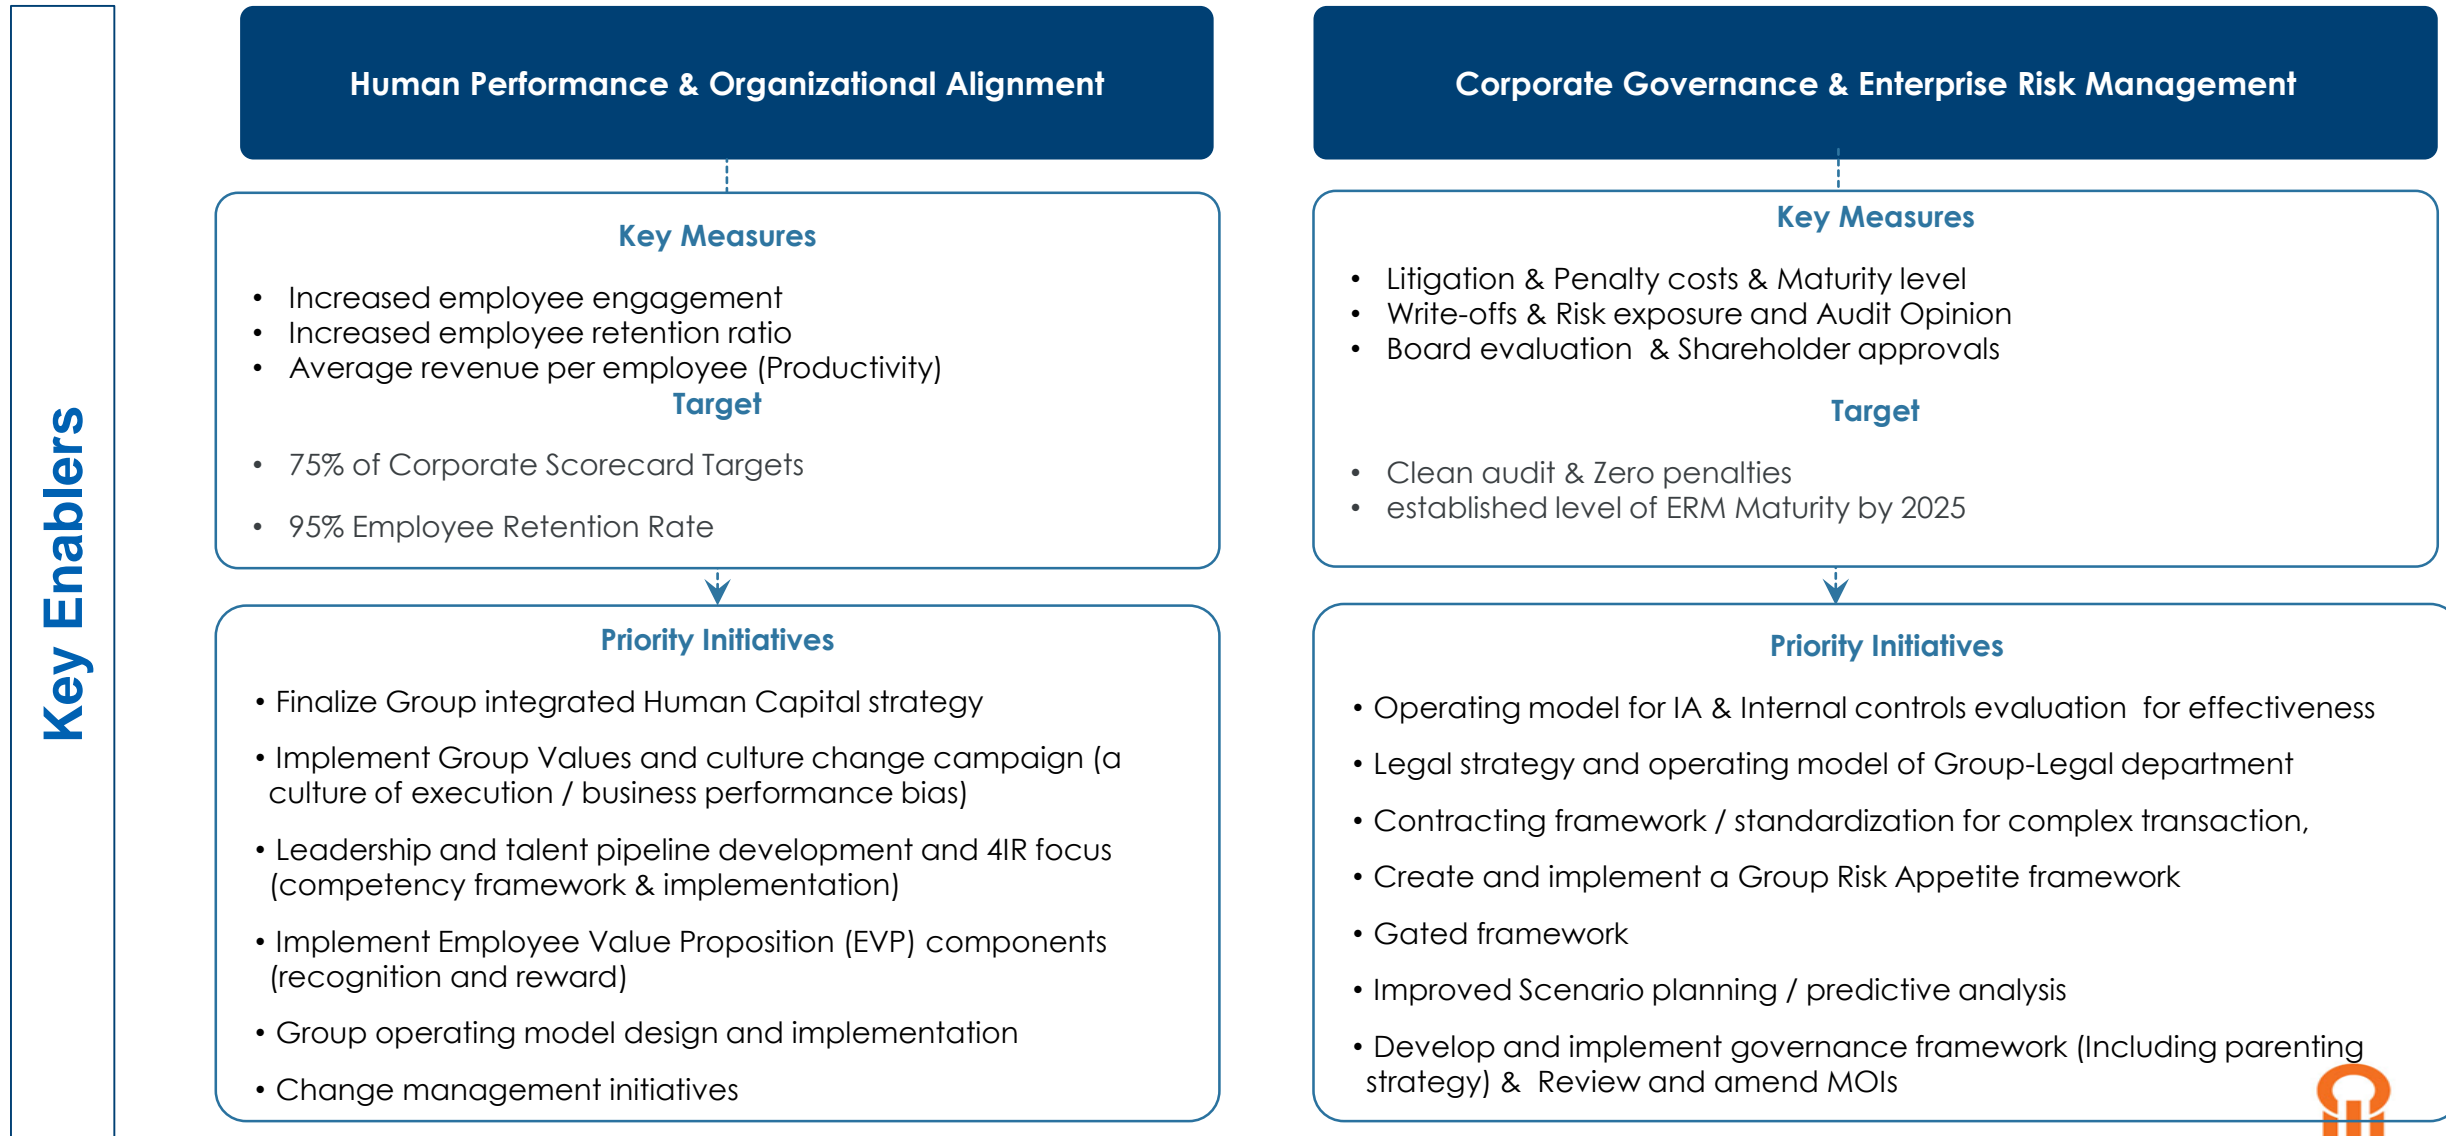 Key Enablers
Human Performance & Organizational Alignment
Key Measures
• Increased employee engagement
• Increased employee retention ratio
• Average revenue per employee (Productivity)
Target
• 75% of Corporate Scorecard Targets
• 95% Employee Retention Rate
Priority Initiatives
• Finalize Group integrated Human Capital strategy
• Implement Group Values and culture change campaign (a
culture of execution / business performance bias)
• Leadership and talent pipeline development and 4IR focus
(competency framework & implementation)
• Implement Employee Value Proposition (EVP) components
(recognition and reward)
• Group operating model design and implementation
• Change management initiatives
Corporate Governance & Enterprise Risk Management
Key Measures
• Litigation & Penalty costs & Maturity level
• Write-offs & Risk exposure and Audit Opinion
• Board evaluation & Shareholder approvals
Target
• Clean audit & Zero penalties
• established level of ERM Maturity by 2025
Priority Initiatives
• Operating model for IA & Internal controls evaluation for effectiveness
• Legal strategy and operating model of Group-Legal department
• Contracting framework / standardization for complex transaction,
• Create and implement a Group Risk Appetite framework
• Gated framework
• Improved Scenario planning / predictive analysis
• Develop and implement governance framework (Including parenting
strategy) & Review and amend MOIs